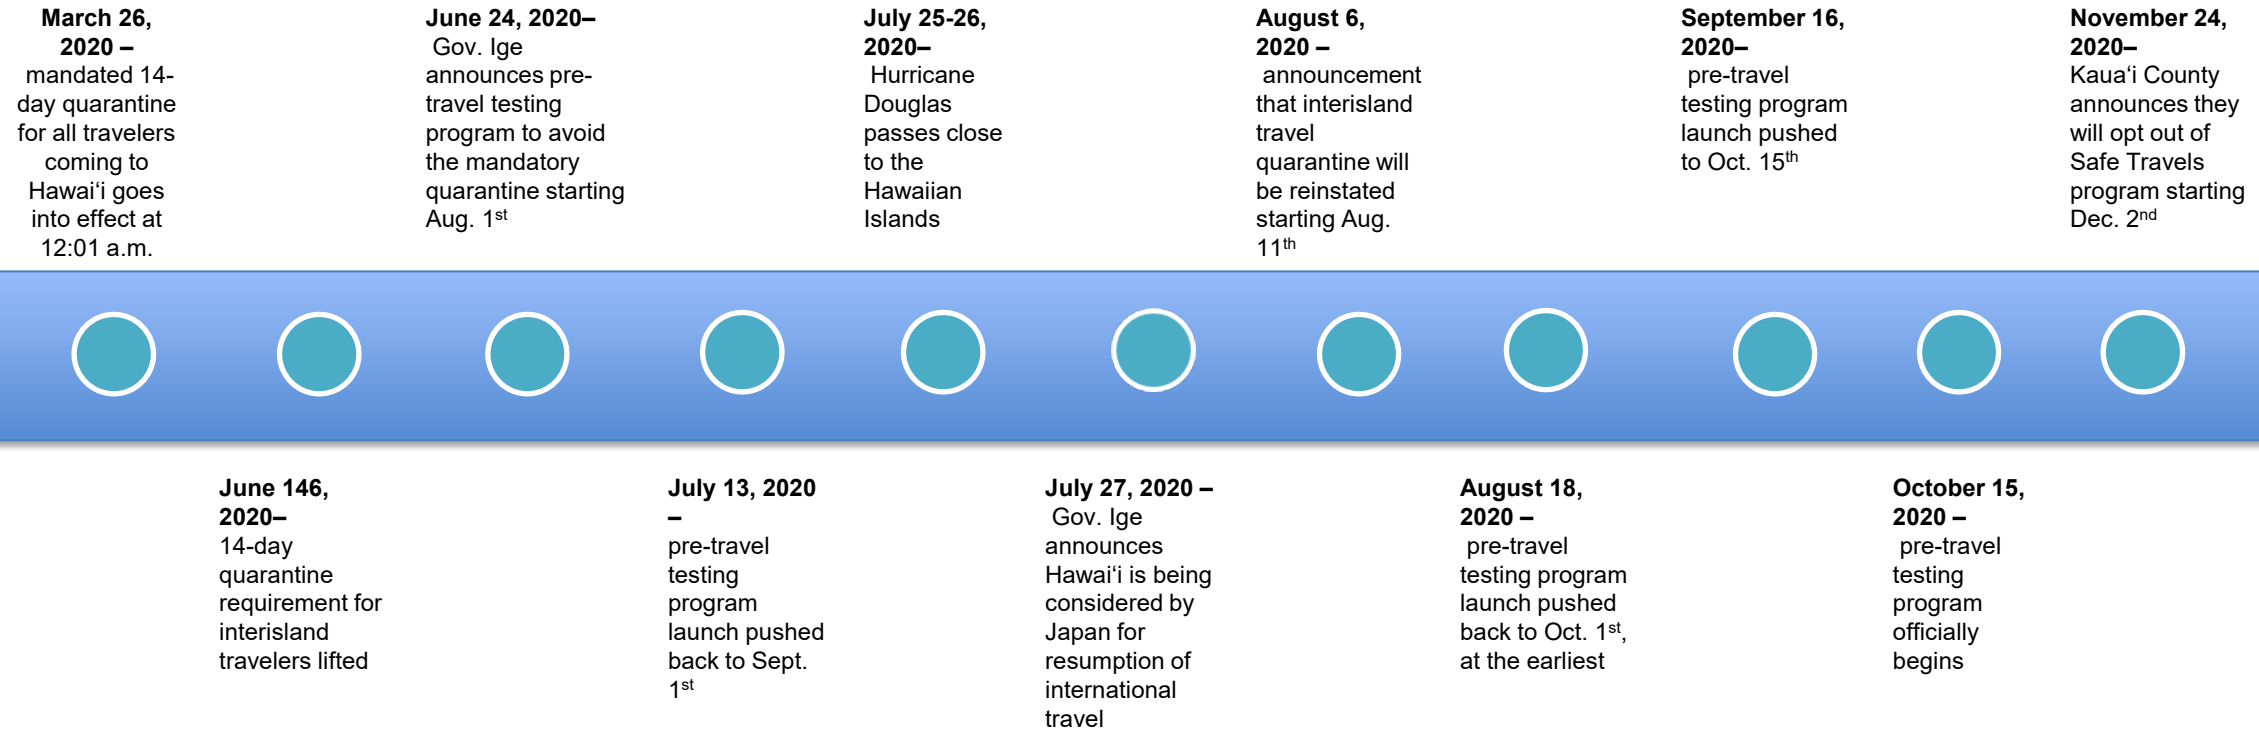 March 26,
2020 –
mandated 14-
day quarantine
for all travelers
coming to
Hawai‘i goes
into effect at
12:01 a.m.
June 24, 2020–
Gov. Ige
announces pre-
travel testing
program to avoid
the mandatory
quarantine starting
Aug. 1st
July 25-26,
2020–
Hurricane
Douglas
passes close
to the
Hawaiian
Islands
August 6,
2020 –
announcement
that interisland
travel
quarantine will
be reinstated
starting Aug.
11th
September 16,
2020–
pre-travel
testing program
launch pushed
to Oct. 15th
November 24,
2020–
Kaua‘i County
announces they
will opt out of
Safe Travels
program starting
Dec. 2nd
June 146,
2020–
14-day
quarantine
requirement for
interisland
travelers lifted
July 13, 2020
–
pre-travel
testing
program
launch pushed
back to Sept.
1st
July 27, 2020 –
Gov. Ige
announces
Hawai‘i is being
considered by
Japan for
resumption of
international
travel
August 18,
2020 –
pre-travel
testing program
launch pushed
back to Oct. 1st,
at the earliest
October 15,
2020 –
pre-travel
testing
program
officially
begins